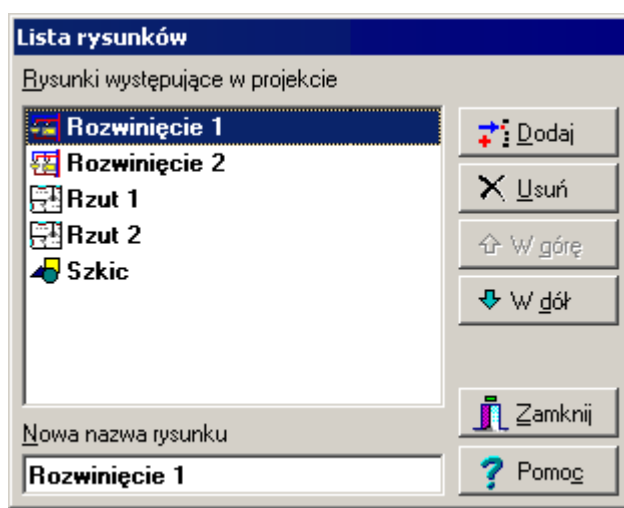 Lista rysunków
Rysunki występujące w projekcie
Rozwinięcie 1
Rozwinięcie 2
Rzut 1
Rzut 2
Szkic
Dodaj
Usuń
W górę
W dół
Zamknij
Nowa nazwa rysunku
Rozwinięcie 1
Pomoc